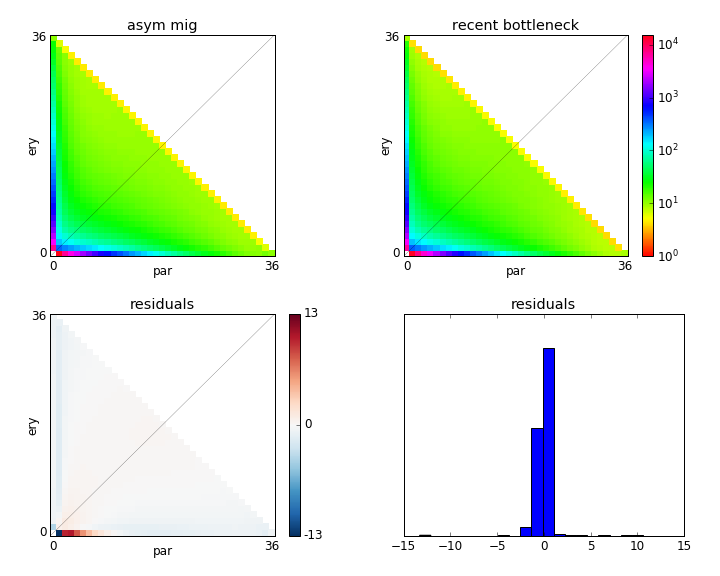 asym mig
recent bottleneck
36
ery
0
0
36
par
36
ery
0
0
36
par
10^4
10^3
10^2
10^1
10^0
residuals
residuals
36
ery
0
0
36
par
13
0
-13
−15
−10
−5
0
5
10
15